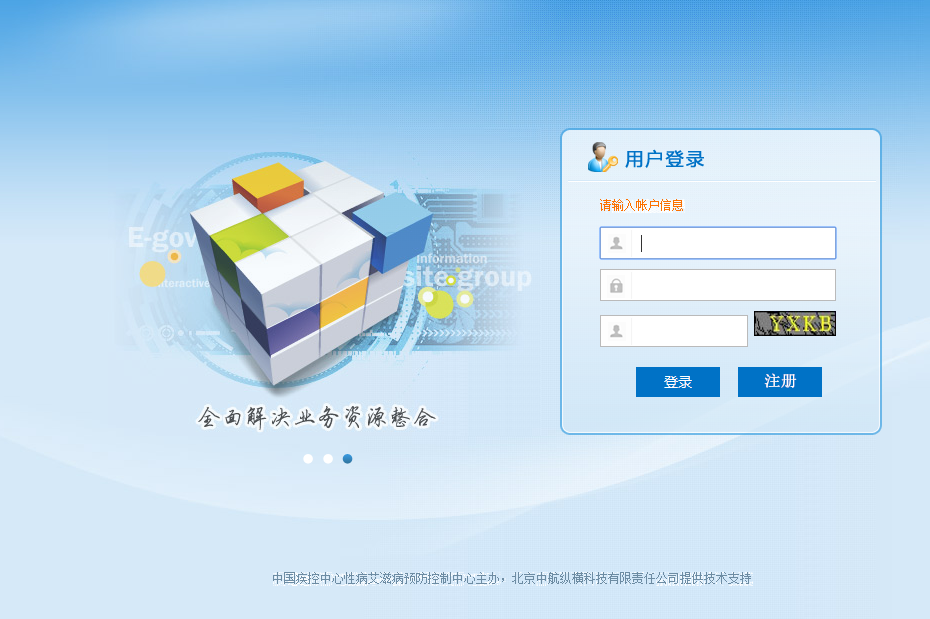 用户登录
请输入帐户信息
YXKB
登录 注册
E-gov
interactive
information
site group
全面解决业务资源整合
中国疾控中心性病艾滋病预防控制中心主办，北京中航纵横科技有限责任公司提供技术支持